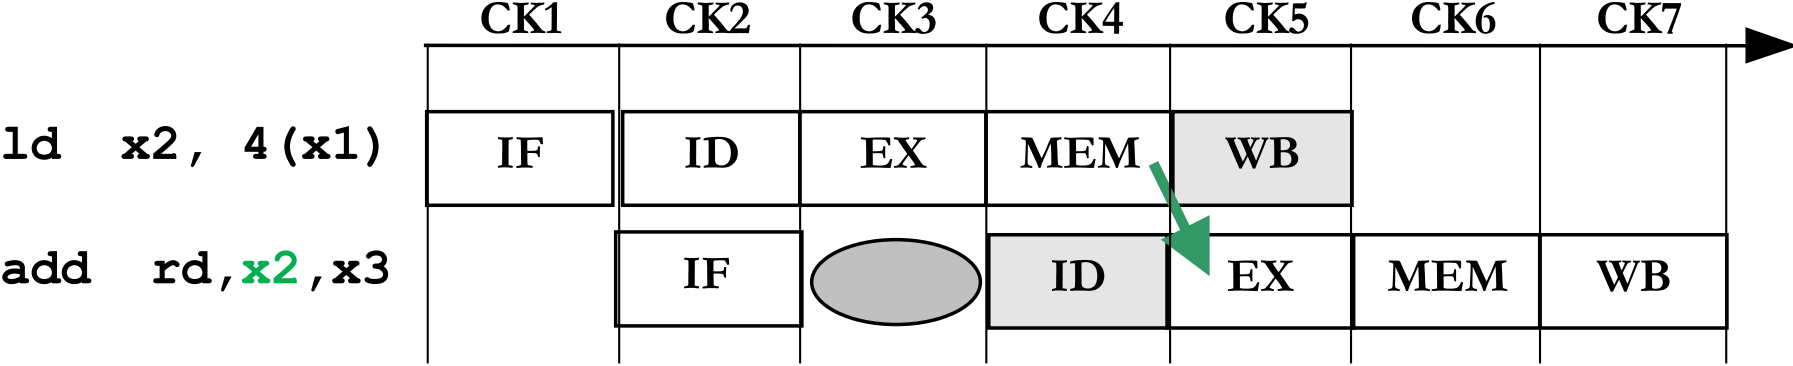 CK1 CK2 CK3 CK4 CK5 CK6 CK7
ld x2, 4(x1) IF ID EX MEM WB
add rd,x2,x3 IF ID EX MEM WB